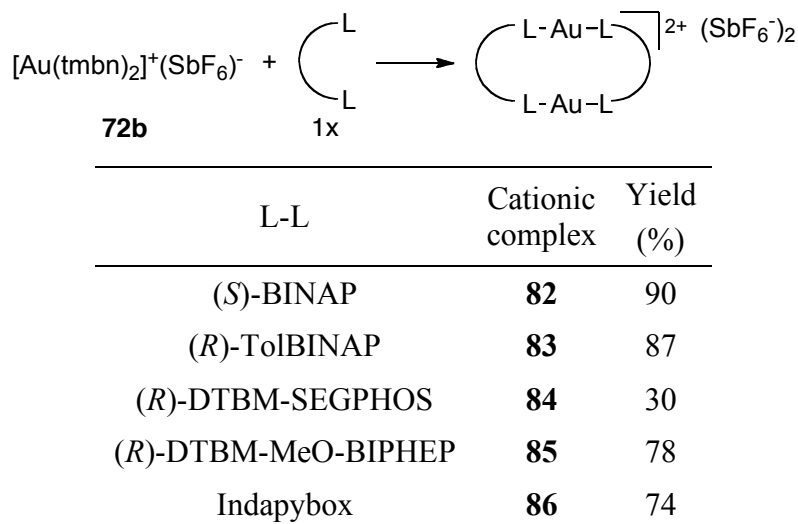 L L-Au-L 2+ (SbF₆⁻)₂
[Au(tmbn)₂]⁺(SbF₆)⁻ +
L L-Au-L
72b 1x
L-L Cationic complex Yield (%)
(S)-BINAP 82 90
(R)-TolBINAP 83 87
(R)-DTBM-SEGPHOS 84 30
(R)-DTBM-MeO-BIPHEP 85 78
Indapybox 86 74